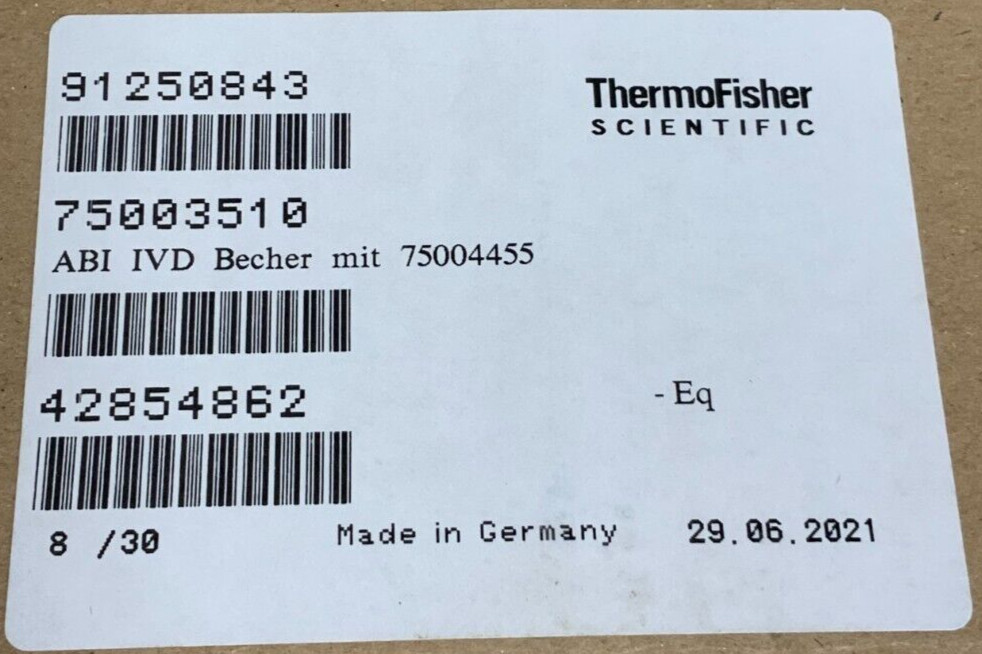 91250843
ThermoFisher
SCIENTIFIC
75003510
ABI IVD Becher mit 75004455
42854862
- Eq
8 /30 Made in Germany 29.06.2021